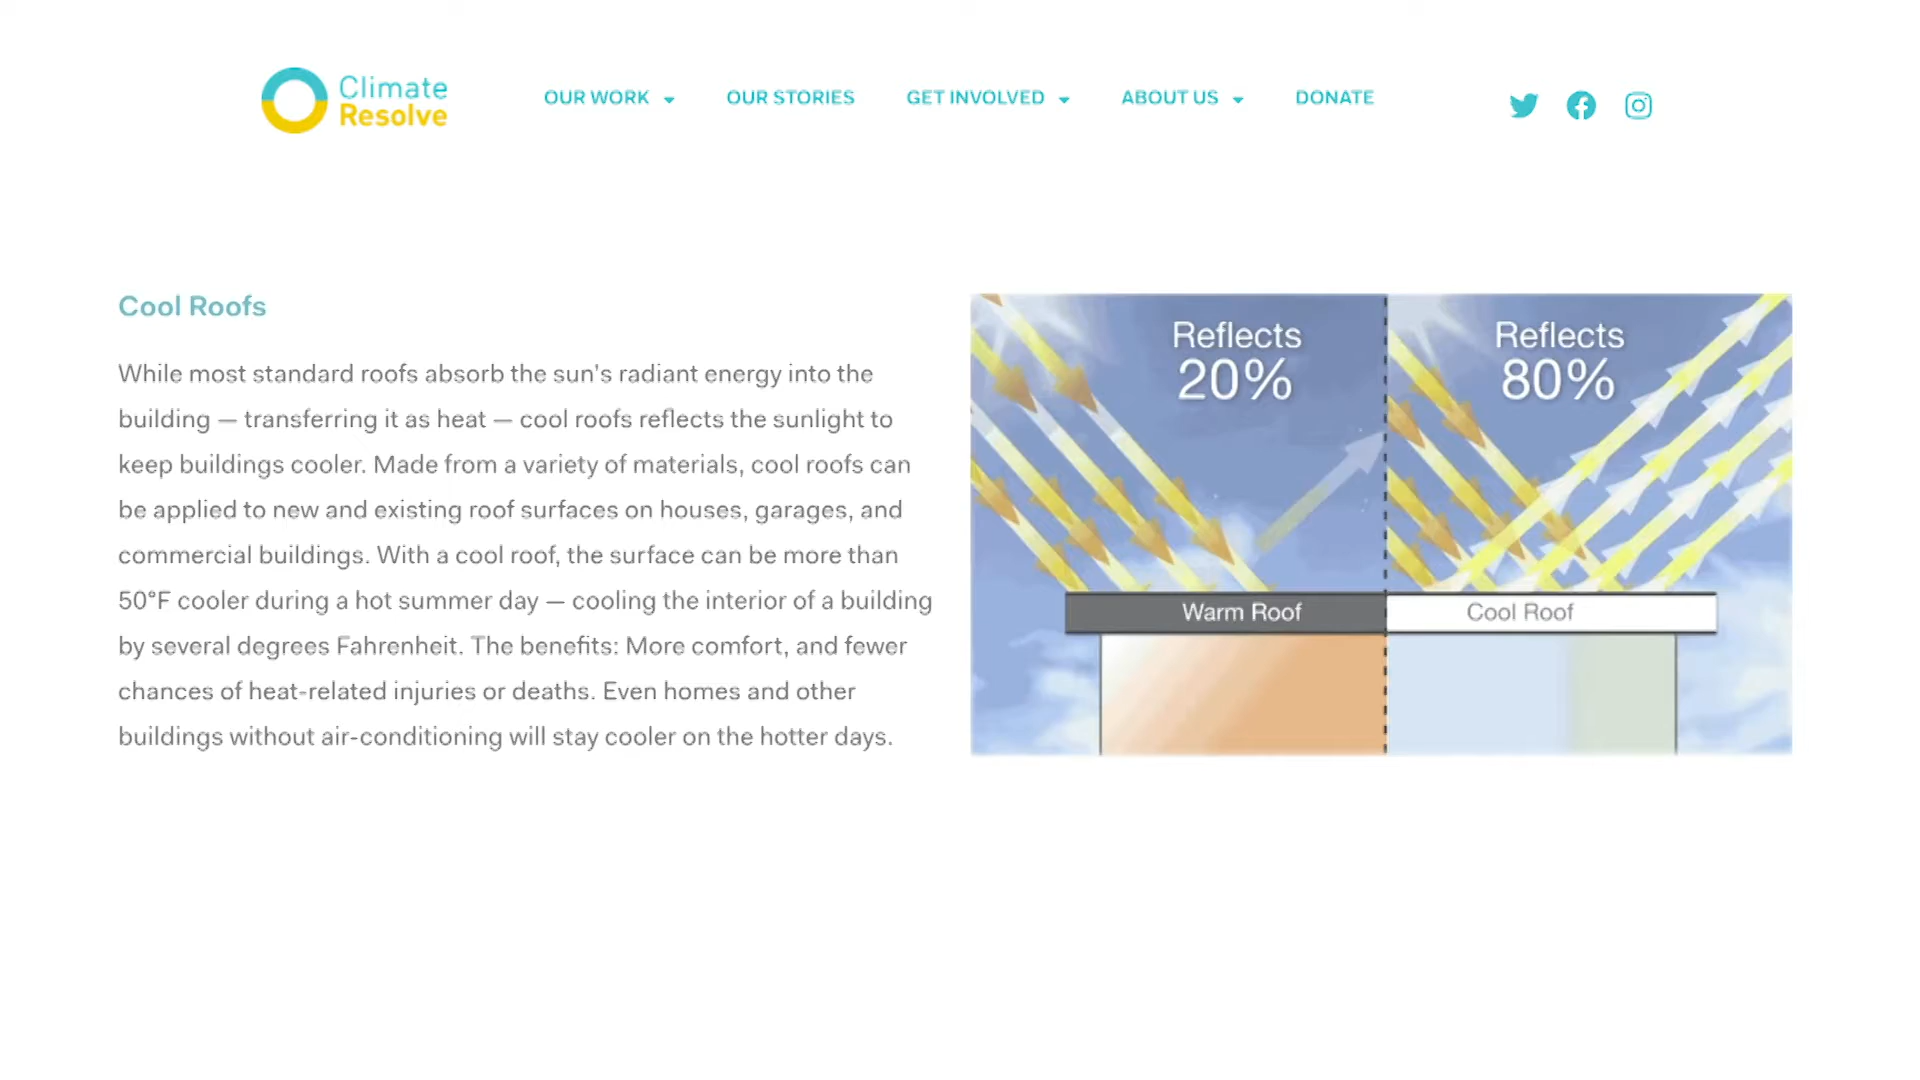 Climate
Resolve
OUR WORK
OUR STORIES
GET INVOLVED
ABOUT US
DONATE
Cool Roofs
While most standard roofs absorb the sun's radiant energy into the
building — transferring it as heat — cool roofs reflects the sunlight to
keep buildings cooler. Made from a variety of materials, cool roofs can
be applied to new and existing roof surfaces on houses, garages, and
commercial buildings. With a cool roof, the surface can be more than
50°F cooler during a hot summer day — cooling the interior of a building
by several degrees Fahrenheit. The benefits: More comfort, and fewer
chances of heat-related injuries or deaths. Even homes and other
buildings without air-conditioning will stay cooler on the hotter days.
Reflects
20%
Reflects
80%
Warm Roof
Cool Roof